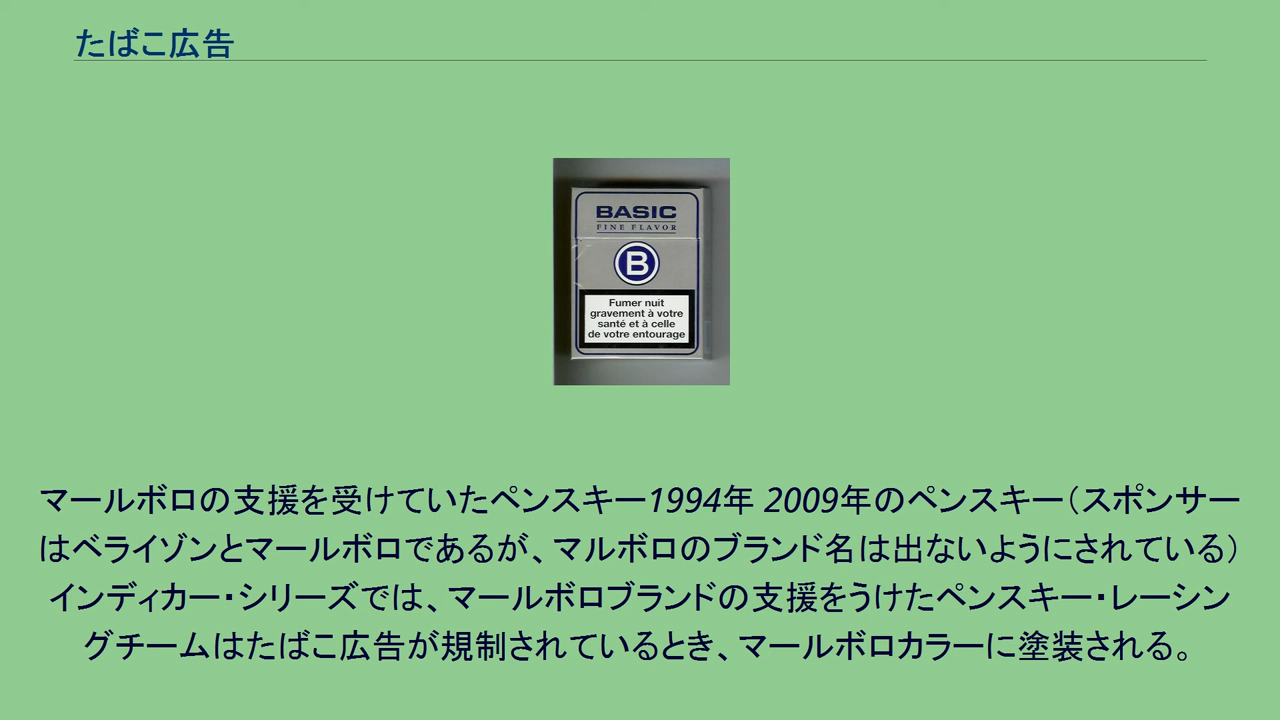 たばこ広告
BASIC
FINE FLAVOR
B
Fumer nuit
gravement à votre
santé et à celle
de votre entourage
マールボロの支援を受けていたペンスキー1994年 2009年のペンスキー（スポンサー
はベライゾンとマールボロであるが、マルボロのブランド名は出ないようにされている）
インディカー・シリーズでは、マールボロブランドの支援をうけたペンスキー・レーシン
グチームはたばこ広告が規制されているとき、マールボロカラーに塗装される。